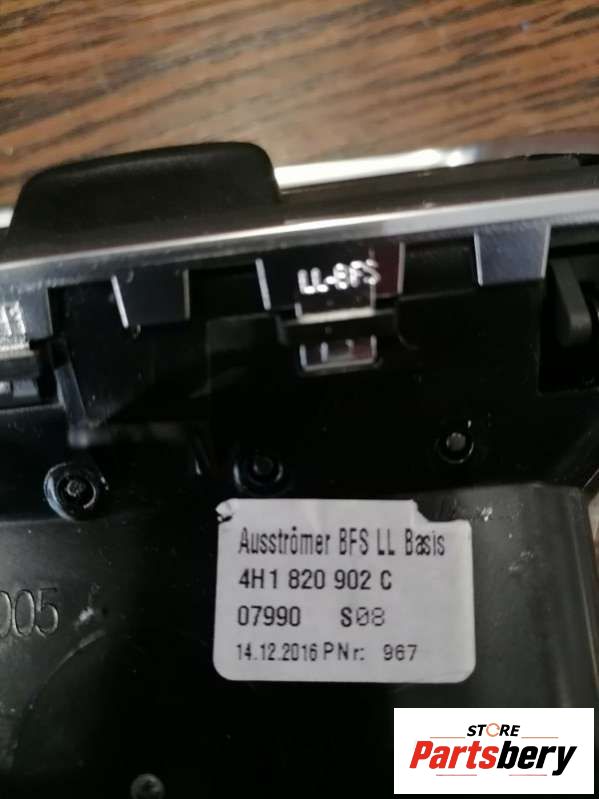 LL-BFS
005
Ausströmer BFS LL Basis
4H1 820 902 C
07990 S08
14.12.2016 PNr: 967
STORE
Partsbery